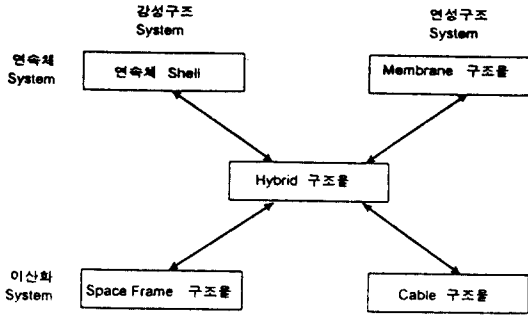 강성구조
System
연성구조
System
연속체
System
연속체 Shell
Membrane 구조물
Hybrid 구조물
이산화
System
Space Frame 구조물
Cable 구조물